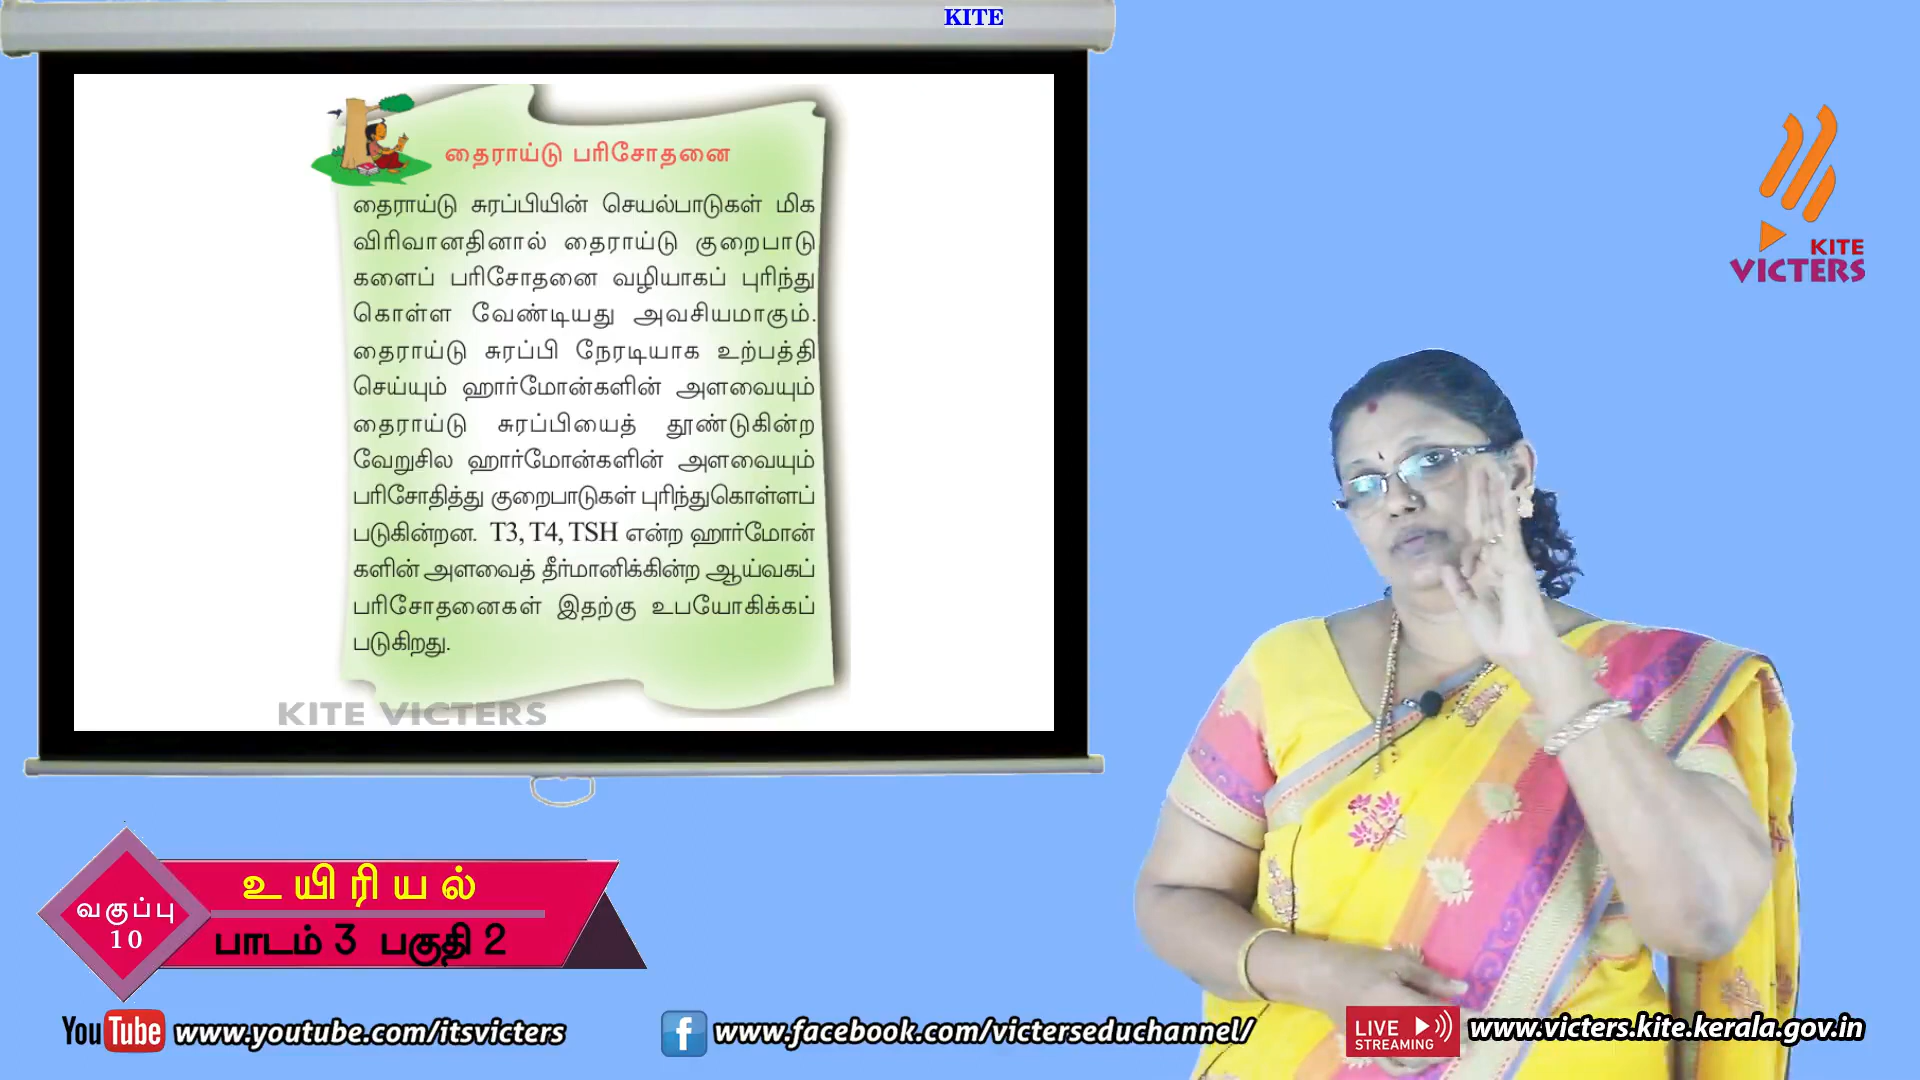 KITE
தைராய்டு பரிசோதனை
தைராய்டு சுரப்பியின் செயல்பாடுகள் மிக
விரிவானதினால் தைராய்டு குறைபாடு
களைப் பரிசோதனை வழியாகப் புரிந்து
கொள்ள வேண்டியது அவசியமாகும்.
தைராய்டு சுரப்பி நேரடியாக உற்பத்தி
செய்யும் ஹார்மோன்களின் அளவையும்
தைராய்டு சுரப்பியைத் தூண்டுகின்ற
வேறுசில ஹார்மோன்களின் அளவையும்
பரிசோதித்து குறைபாடுகள் புரிந்துகொள்ளப்
படுகின்றன. T3, T4, TSH என்ற ஹார்மோன்
களின் அளவைத் தீர்மானிக்கின்ற ஆய்வகப்
பரிசோதனைகள் இதற்கு உபயோகிக்கப்
படுகிறது.
KITE VICTERS
KITE
VICTERS
உயிரியல்
வகுப்பு
10
பாடம் 3 பகுதி 2
YouTube www.youtube.com/itsvicters
f www.facebook.com/victerseduchannel/
LIVE
STREAMING
www.victers.kite.kerala.gov.in